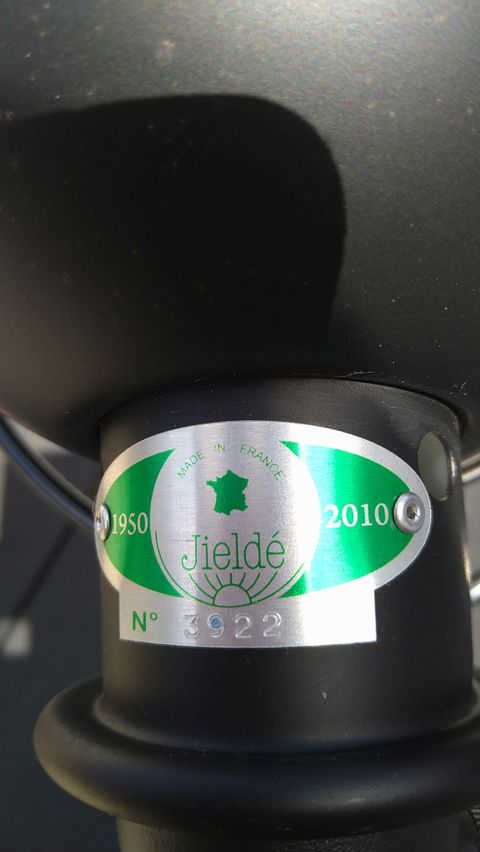 MADE IN FRANCE
1950
2010
Jieldé
N° 3922